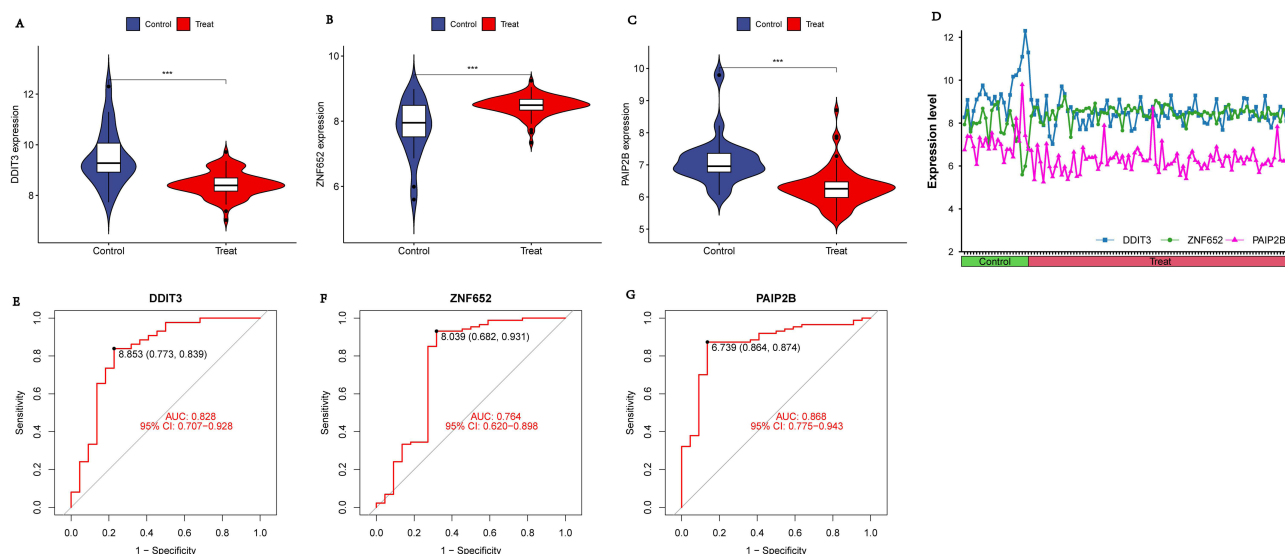 A
Control Treat
DDIT3 expression
12
10
8
***
Control Treat
B
Control Treat
ZNF652 expression
10
8
6
***
Control Treat
C
Control Treat
PAIP2B expression
10
9
8
7
6
5
***
Control Treat
D
Expression level
12
10
8
6
4
2
DDIT3 ZNF652 PAIP2B
Control Treat
E
DDIT3
Sensitivity
1.0
0.8
0.6
0.4
0.2
0.0
8.853 (0.773, 0.839)
AUC: 0.828
95% CI: 0.707−0.928
0.0 0.2 0.4 0.6 0.8 1.0
1 − Specificity
F
ZNF652
Sensitivity
1.0
0.8
0.6
0.4
0.2
0.0
8.039 (0.682, 0.931)
AUC: 0.764
95% CI: 0.620−0.898
0.0 0.2 0.4 0.6 0.8 1.0
1 − Specificity
G
PAIP2B
Sensitivity
1.0
0.8
0.6
0.4
0.2
0.0
6.739 (0.864, 0.874)
AUC: 0.868
95% CI: 0.775−0.943
0.0 0.2 0.4 0.6 0.8 1.0
1 − Specificity